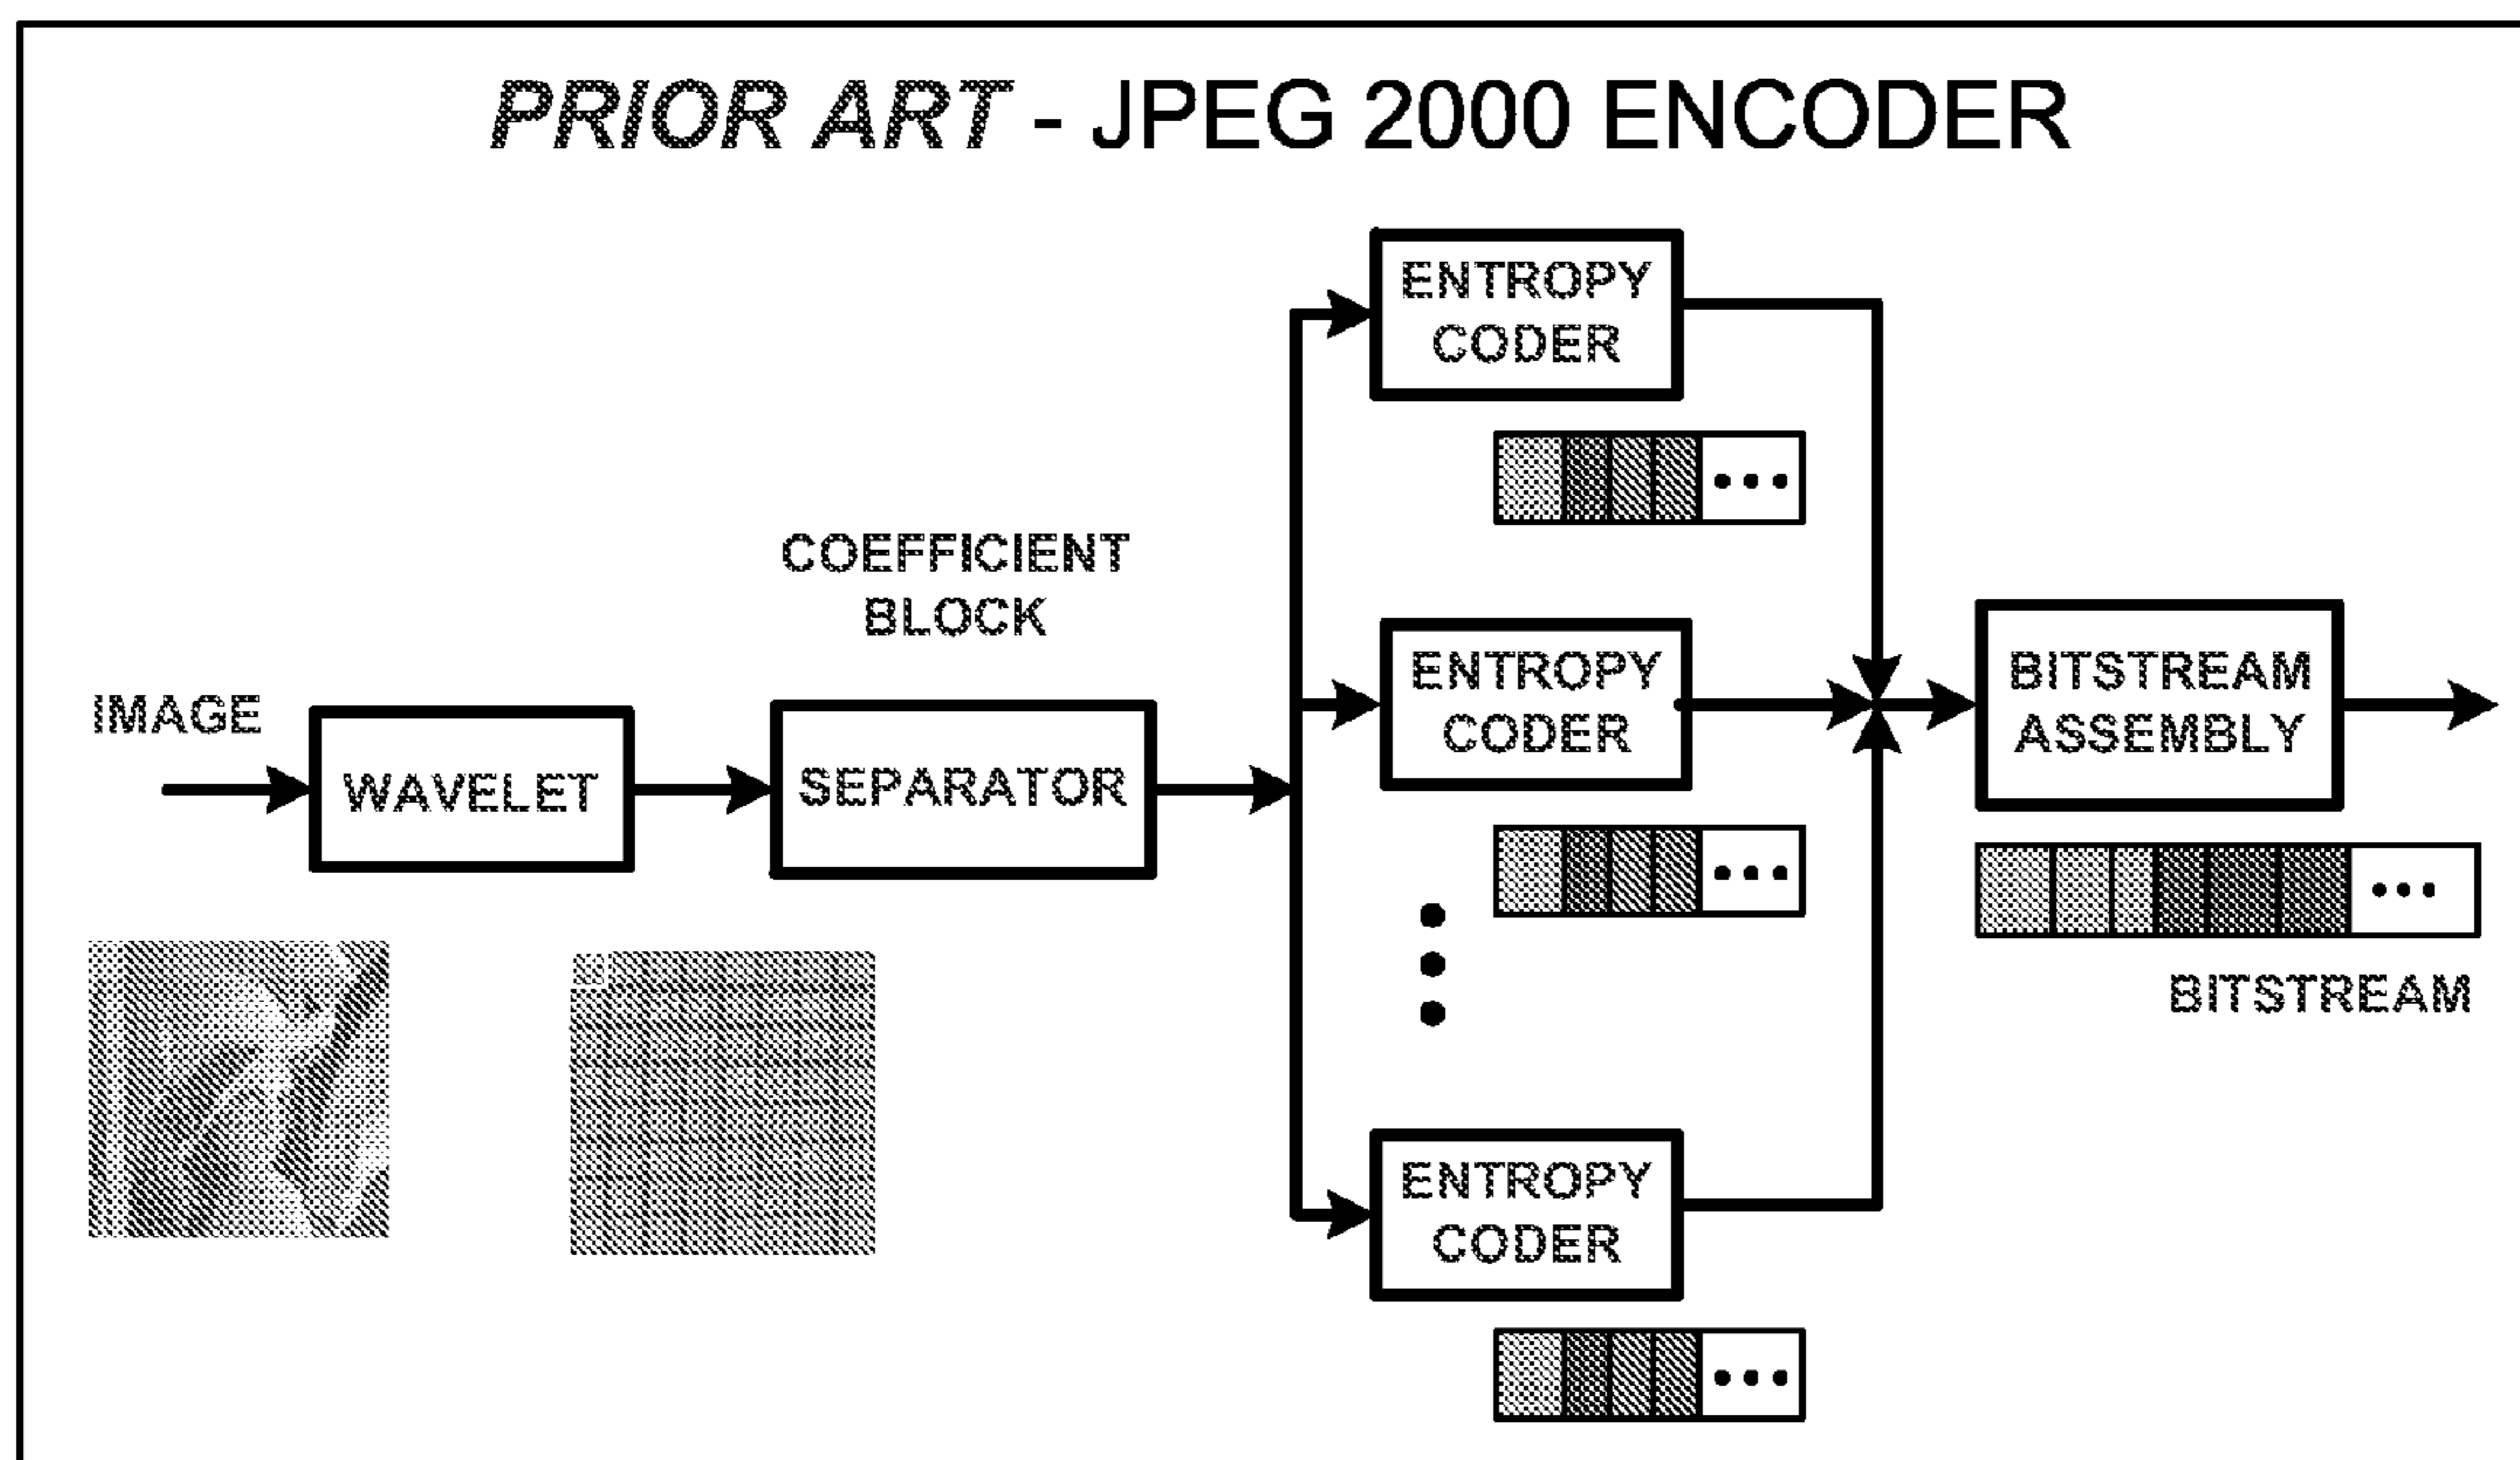 PRIOR ART - JPEG 2000 ENCODER
IMAGE
WAVELET
COEFFICIENT
BLOCK
SEPARATOR
ENTROPY
CODER
ENTROPY
CODER
ENTROPY
CODER
BITSTREAM
ASSEMBLY
BITSTREAM